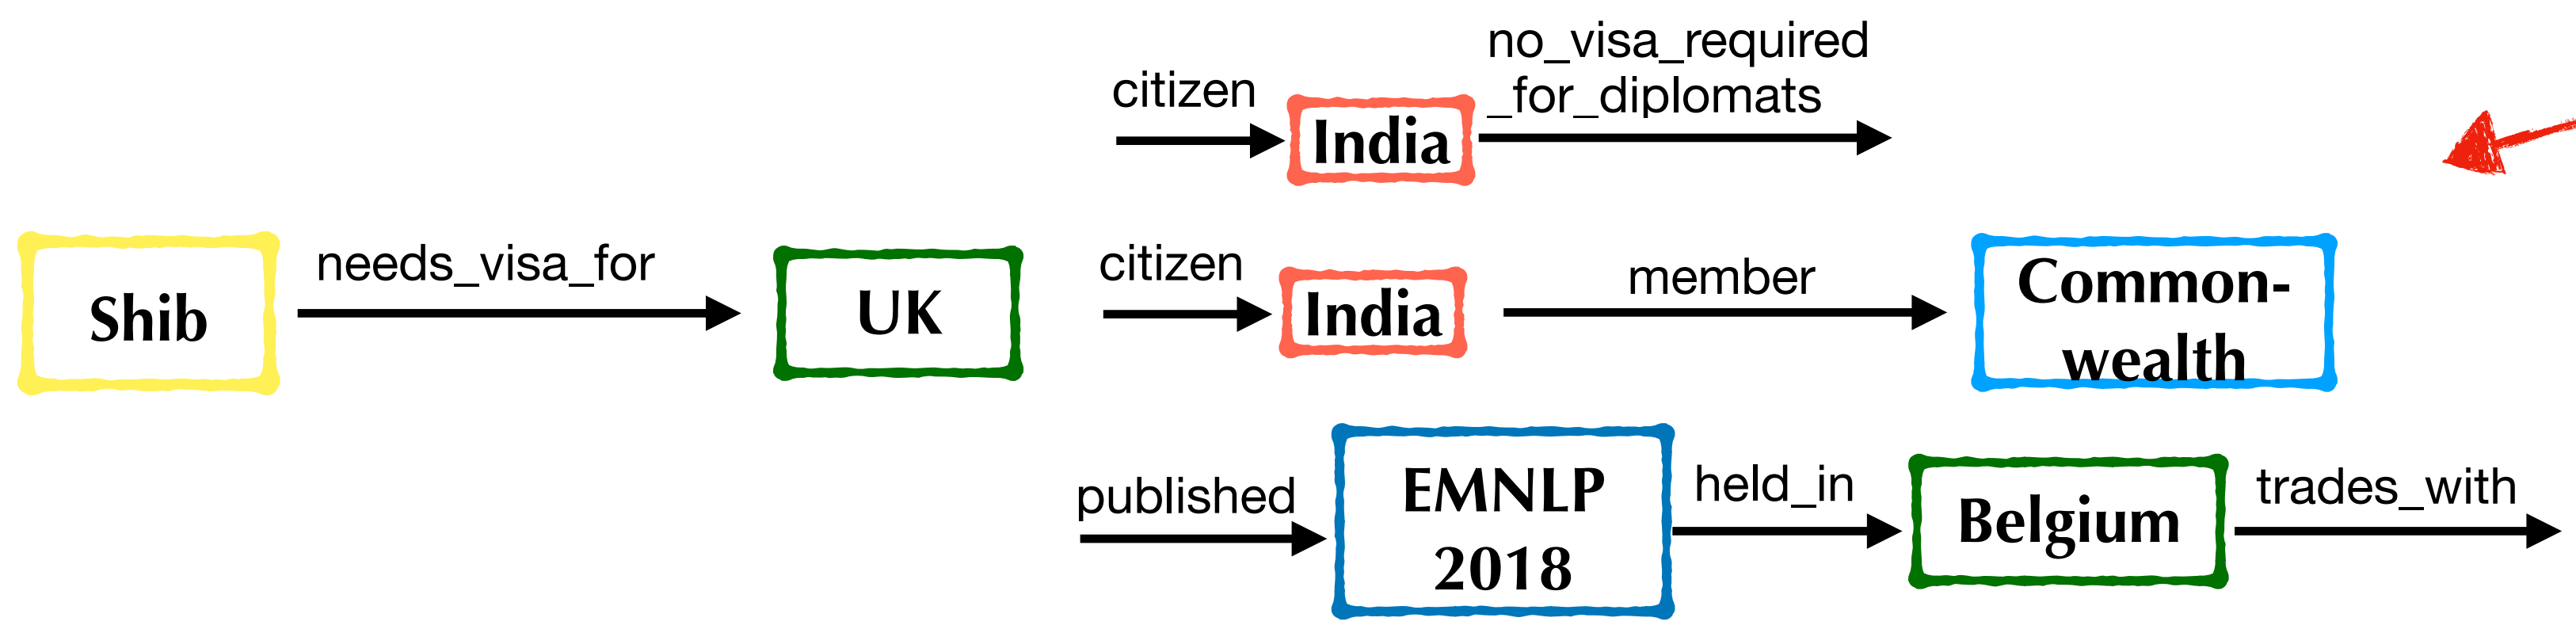 no_visa_required
_for_diplomats
citizen
India
needs_visa_for
citizen
member
Shib
UK
India
Common-
wealth
published
EMNLP
2018
held_in
Belgium
trades_with